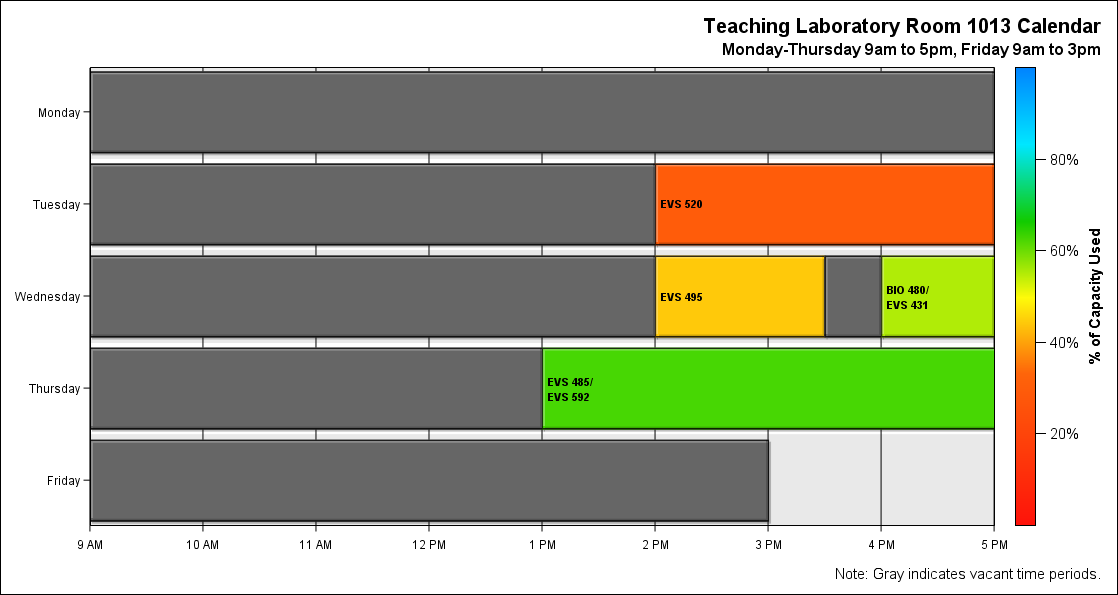 Teaching Laboratory Room 1013 Calendar
Monday-Thursday 9am to 5pm, Friday 9am to 3pm
Monday
Tuesday
EVS 520
Wednesday
EVS 495
BIO 480/
EVS 431
Thursday
EVS 485/
EVS 592
Friday
9 AM
10 AM
11 AM
12 PM
1 PM
2 PM
3 PM
4 PM
5 PM
80%
60%
40%
20%
% of Capacity Used
Note: Gray indicates vacant time periods.